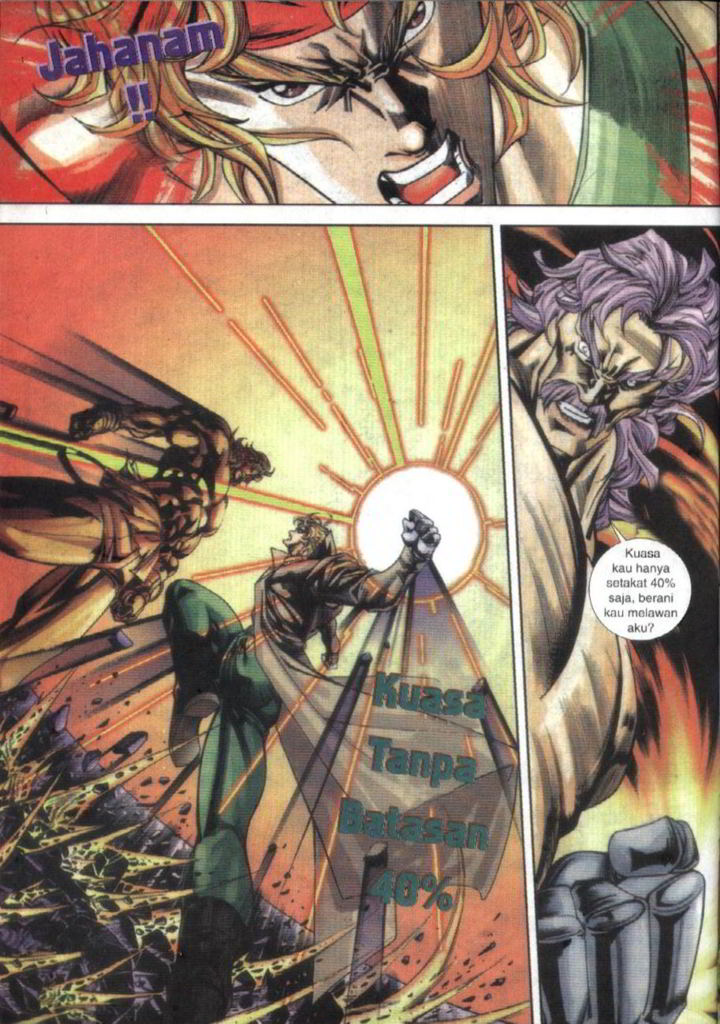 Jahanam
!!
Kuasa
Tanpa
Batasan
40%
Kuasa
kau hanya
setakat 40%
saja, berani
kau melawan
aku?